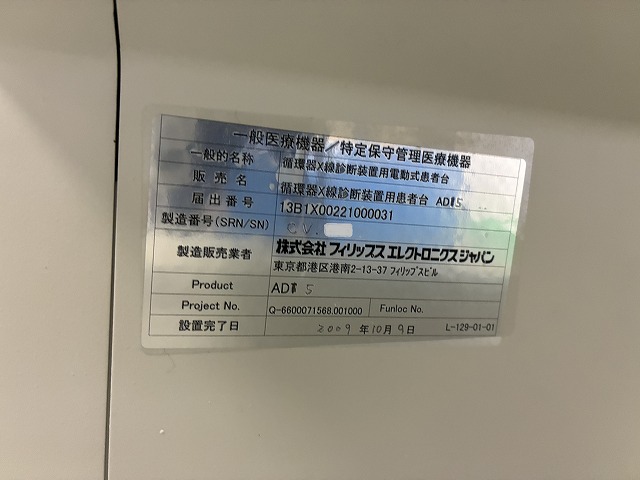 一般医療機器／特定保守管理医療機器
一般的名称 循環器X線診断装置用電動式患者台
販売名 循環器X線診断装置用患者台 AD 5
届出番号 13B1X00221000031
製造番号(SRN/SN) CV.
製造販売業者 株式会社フィリップスエレクトロニクスジャパン
東京都港区港南2-13-37 フィリップスビル
Product AD 5
Project No. Q-6600071568.001000 Funloc No.
設置完了日 2009 年 10 月 9 日 L-129-01-01